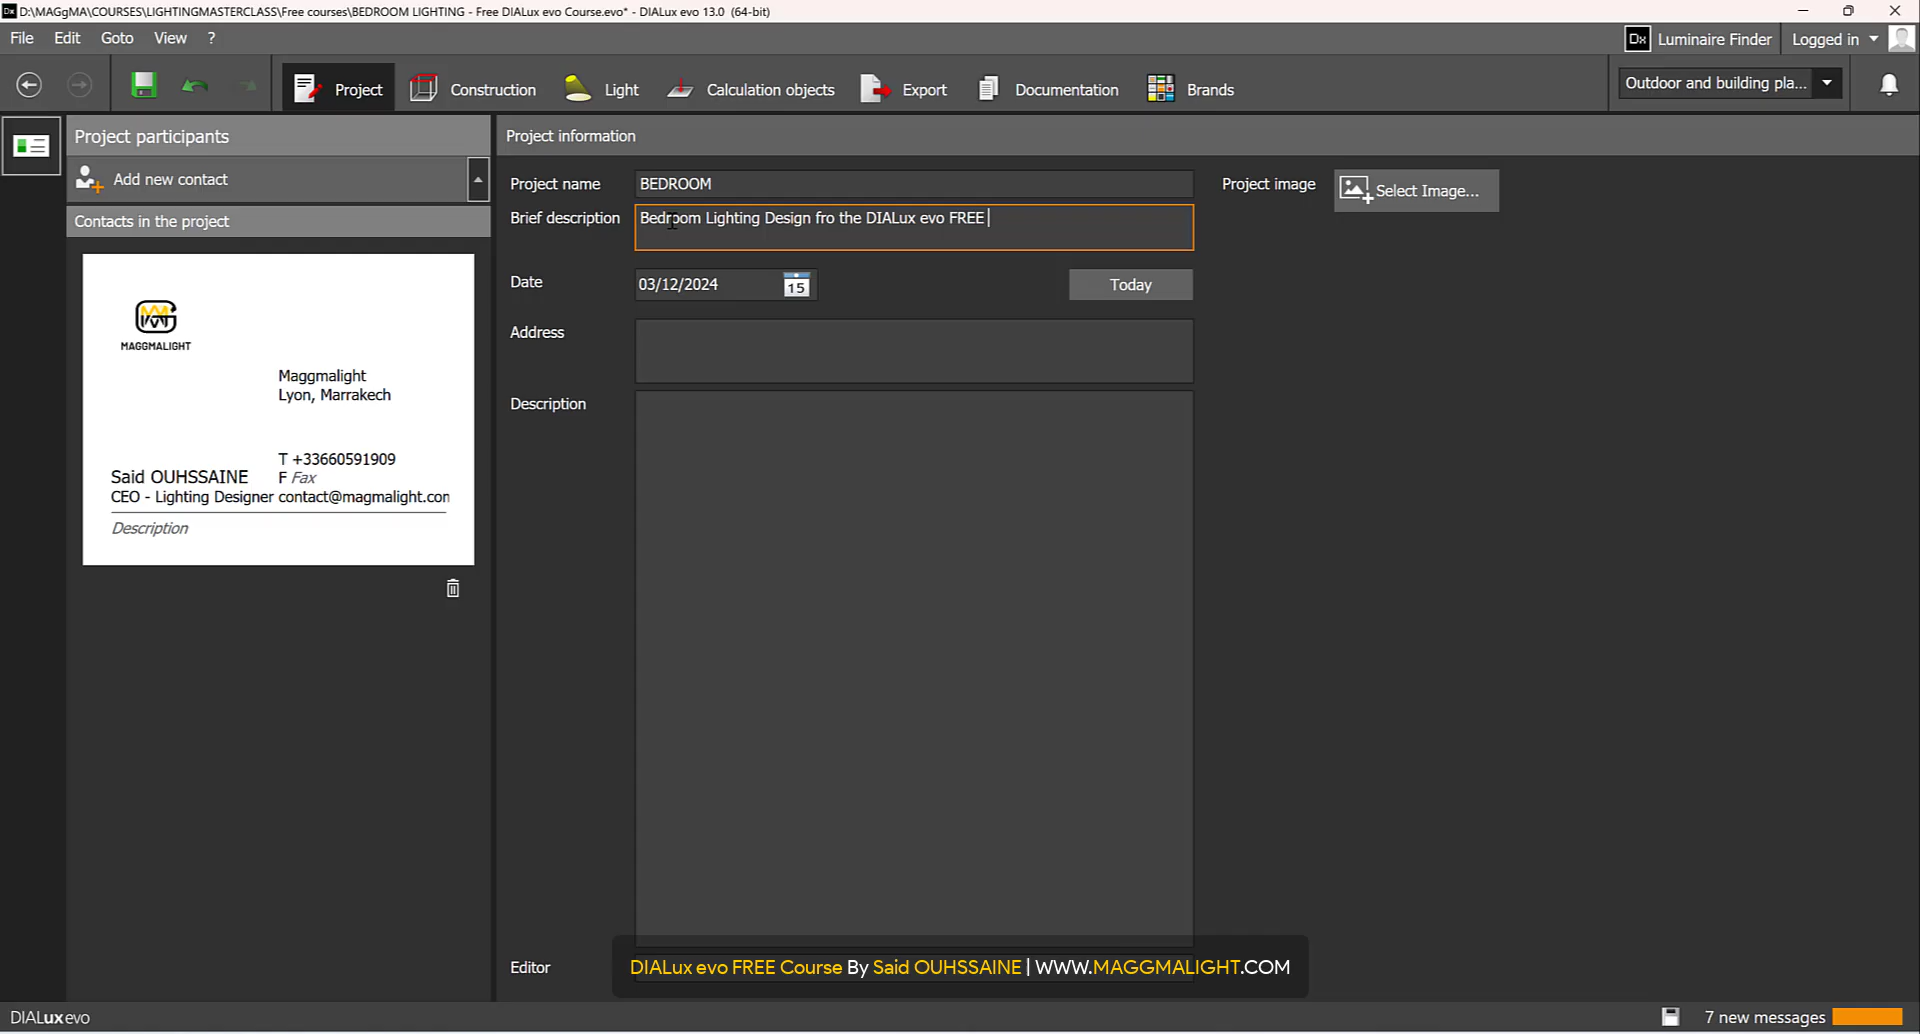 D:\MAGgMA\COURSES\LIGHTINGMASTERCLASS\Free courses\BEDROOM LIGHTING - Free DIALux evo Course.evo* - DIALux evo 13.0 (64-bit)
File Edit Goto View ?
Dx Luminaire Finder Logged in
Project Construction Light Calculation objects Export Documentation Brands
Outdoor and building pla...
Project participants
Add new contact
Contacts in the project
MAGGMALIGHT
Maggmalight
Lyon, Marrakech
T +33660591909
Said OUHSSAINE F Fax
CEO - Lighting Designer contact@magmalight.con
Description
Project information
Project name BEDROOM
Project image Select Image...
Brief description Bedroom Lighting Design fro the DIALux evo FREE
Date 03/12/2024 15 Today
Address
Description
Editor
DIALux evo FREE Course By Said OUHSSAINE | WWW.MAGGMALIGHT.COM
DIALux evo
7 new messages